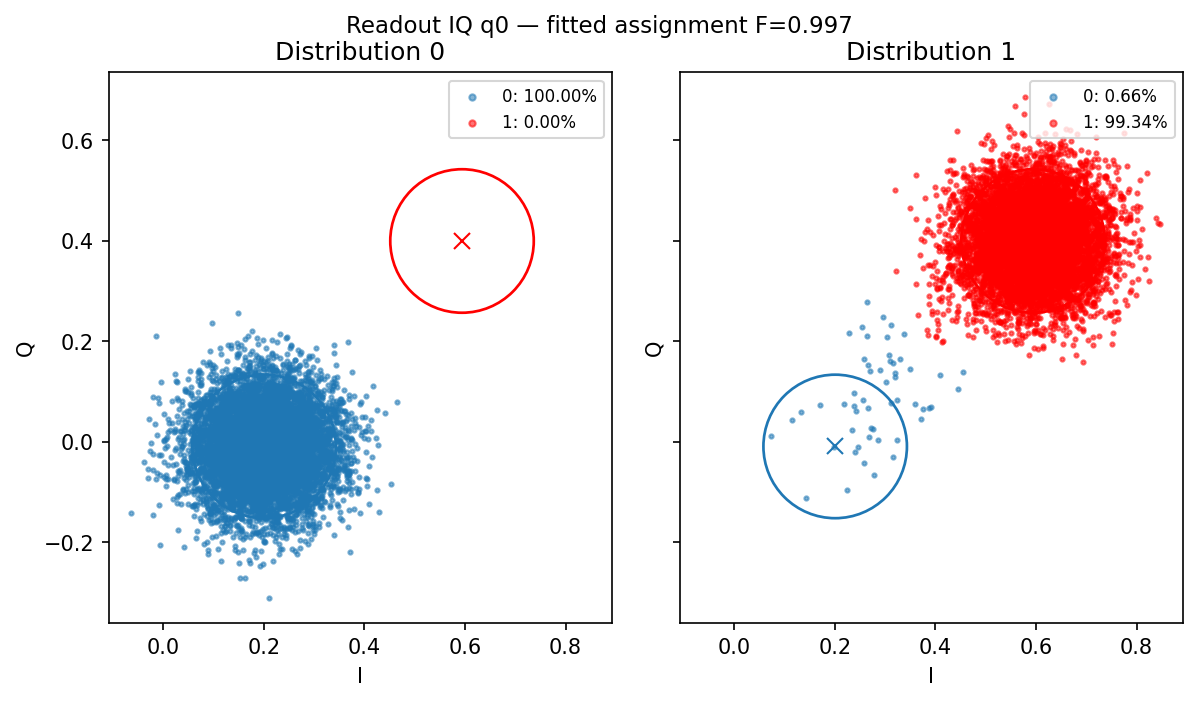 Readout IQ q0 — fitted assignment F=0.997
Distribution 0
Distribution 1
0: 100.00%
1: 0.00%
0: 0.66%
1: 99.34%
Q
0.6
0.4
0.2
0.0
−0.2
0.0
0.2
0.4
0.6
0.8
I
Q
0.0
0.2
0.4
0.6
0.8
I